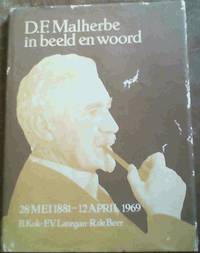 D.F. Malherbe
in beeld en woord
28 MEI 1881-12 APRIL 1969
B.Kok·F.V. Lategan·R.de Beer